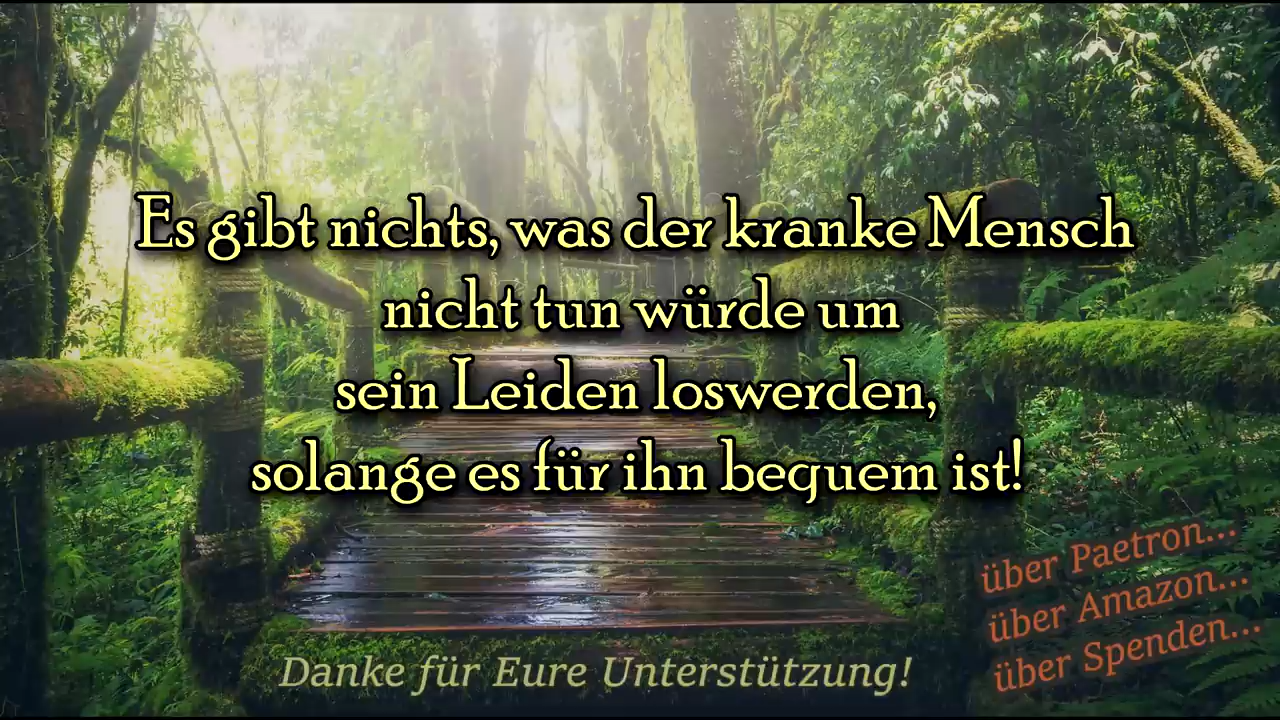 Es gibt nichts, was der kranke Mensch
nicht tun würde um
sein Leiden loswerden,
solange es für ihn bequem ist!
über Paetron...
über Amazon...
über Spenden...
Danke für Eure Unterstützung!